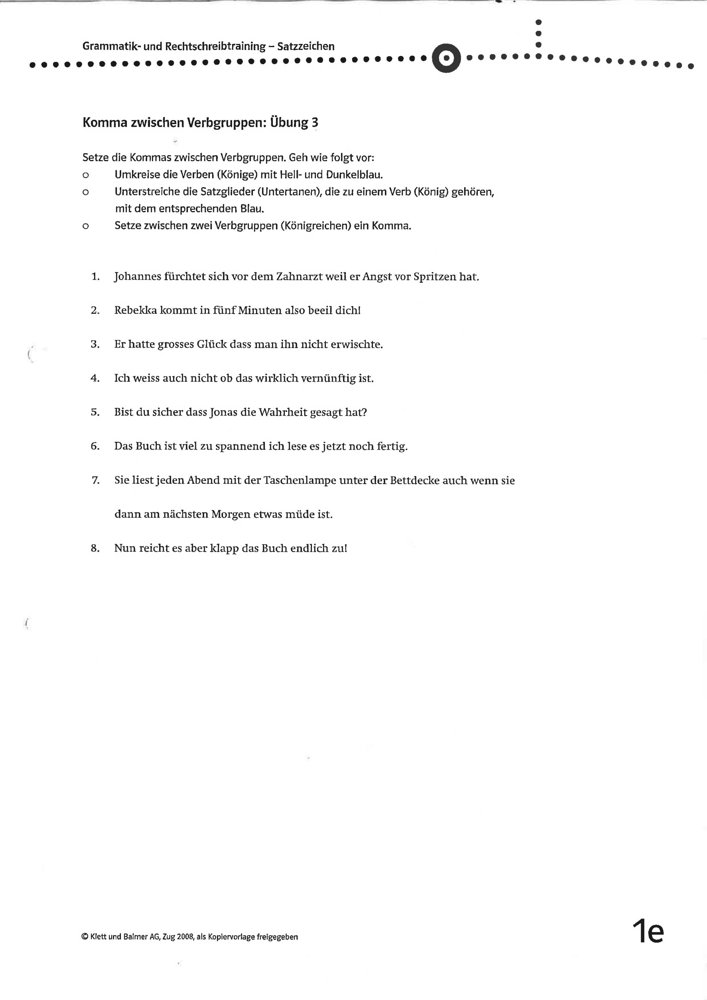 Grammatik- und Rechtschreibtraining – Satzzeichen
Komma zwischen Verbgruppen: Übung 3
Setze die Kommas zwischen Verbgruppen. Geh wie folgt vor:
o Umkreise die Verben (Könige) mit Hell- und Dunkelblau.
o Unterstreiche die Satzglieder (Untertanen), die zu einem Verb (König) gehören,
mit dem entsprechenden Blau.
o Setze zwischen zwei Verbgruppen (Königreichen) ein Komma.
1. Johannes fürchtet sich vor dem Zahnarzt weil er Angst vor Spritzen hat.
2. Rebekka kommt in fünf Minuten also beeil dich!
3. Er hatte grosses Glück dass man ihn nicht erwischte.
4. Ich weiss auch nicht ob das wirklich vernünftig ist.
5. Bist du sicher dass Jonas die Wahrheit gesagt hat?
6. Das Buch ist viel zu spannend ich lese es jetzt noch fertig.
7. Sie liest jeden Abend mit der Taschenlampe unter der Bettdecke auch wenn sie
dann am nächsten Morgen etwas müde ist.
8. Nun reicht es aber klapp das Buch endlich zu!
© Klett und Balmer AG, Zug 2008, als Kopiervorlage freigegeben
1e